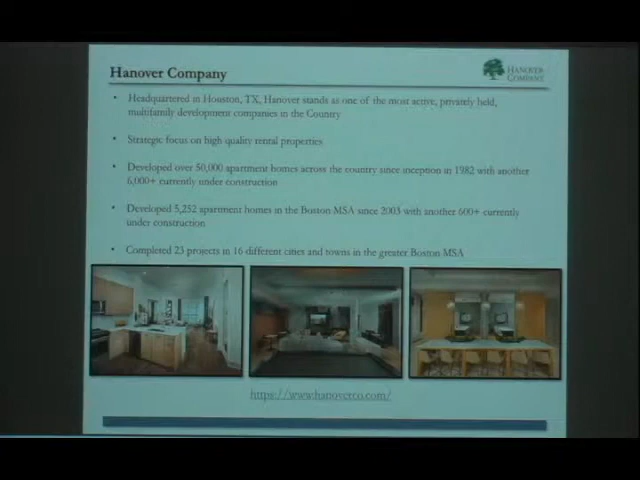 Hanover Company
HANOVER
COMPANY
• Headquartered in Houston, TX, Hanover stands as one of the most active, privately held,
multifamily development companies in the Country
• Strategic focus on high quality rental properties
• Developed over 50,000 apartment homes across the country since inception in 1982 with another
6,000+ currently under construction
• Developed 5,252 apartment homes in the Boston MSA since 2003 with another 600+ currently
under construction
• Completed 23 projects in 16 different cities and towns in the greater Boston MSA
https://www.hanoverco.com/